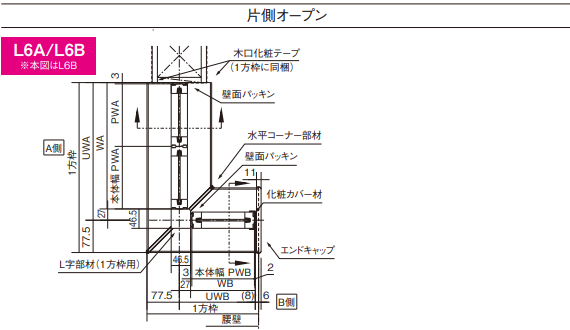 片側オープン
L6A/L6B
※本図はL6B
木口化粧テープ
(1方枠に同梱)
壁面パッキン
水平コーナー部材
壁面パッキン
11
化粧カバー材
3
PWA
WA
UWA
1方枠
A側
本体幅 PWA
27
46.5
77.5
エンドキャップ
L字部材(1方枠用)
46.5
3 本体幅 PWB
2
27
WB
77.5
UWB
(8)
6
B側
1方枠
腰壁